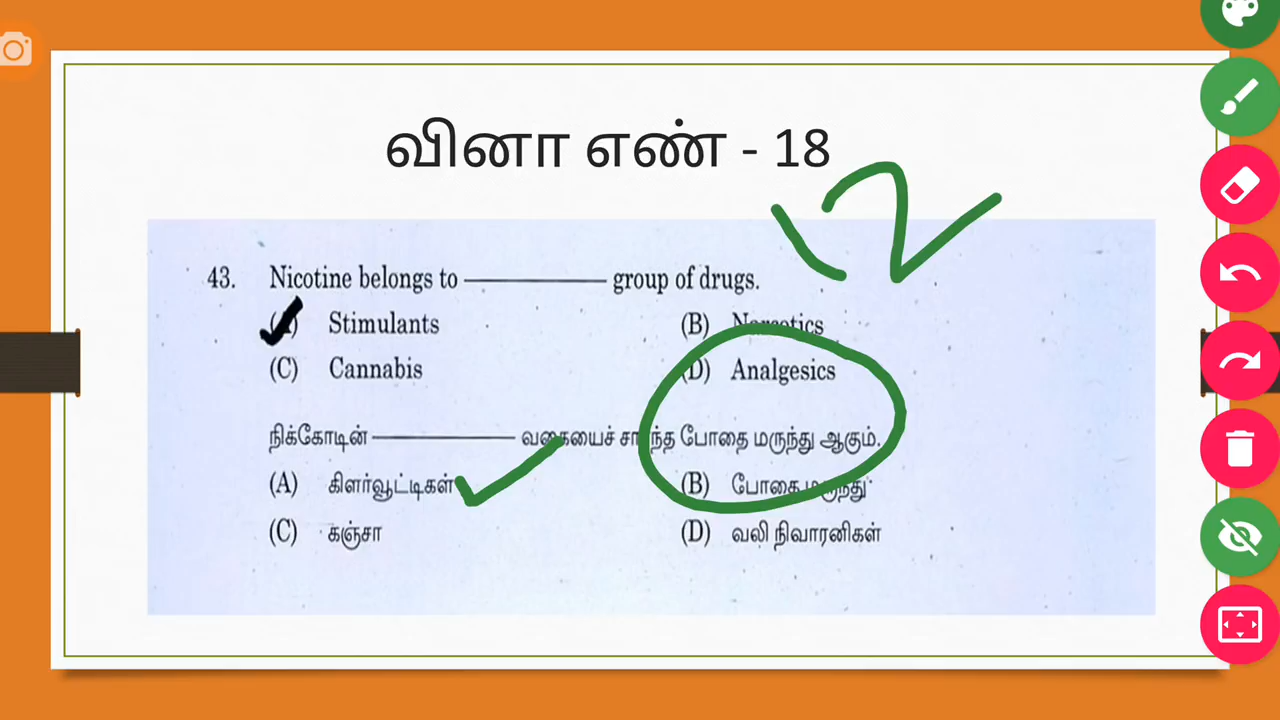 வினா எண் - 18
43. Nicotine belongs to ————— group of drugs.
(A) Stimulants (B) Narcotics
(C) Cannabis (D) Analgesics
நிக்கோடின் ————— வகையைச் சார்ந்த போதை மருந்து ஆகும்.
(A) கிளர்வூட்டிகள் (B) போதை மருந்து
(C) கஞ்சா (D) வலி நிவாரனிகள்